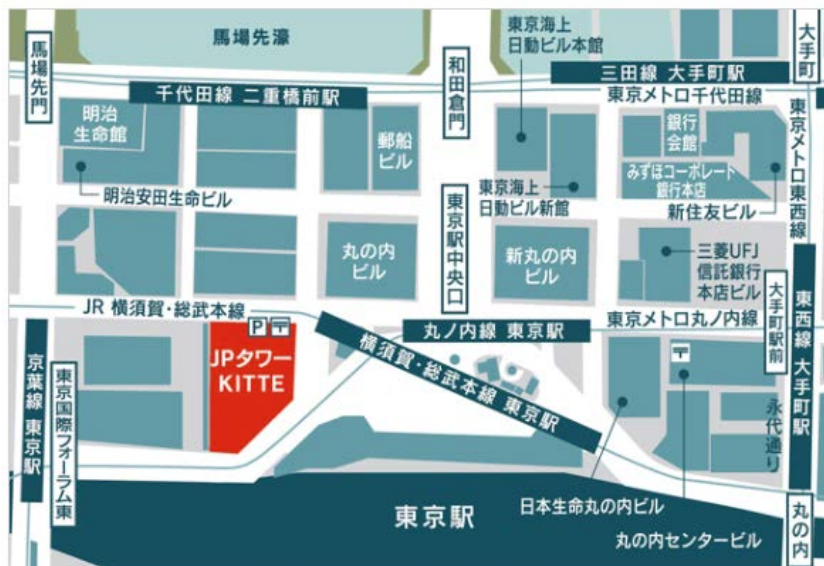 馬場先濠
馬場先門
和田倉門
東京海上
日動ビル本館
大手町
三田線 大手町駅
千代田線 二重橋前駅
東京メトロ千代田線
明治
生命館
郵船
ビル
銀行
会館
みずほコーポレート
銀行本店
東京メトロ東西線
明治安田生命ビル
東京海上
日動ビル新館
新住友ビル
東京駅中央口
丸の内
ビル
新丸の内
ビル
三菱UFJ
信託銀行
本店ビル
大手町駅前
東西線 大手町駅
JR 横須賀・総武本線
P 〒
丸ノ内線 東京駅
東京メトロ丸ノ内線
横須賀・総武本線 東京駅
JPタワー
KITTE
〒
京葉線 東京駅
東京国際フォーラム東
永代通り
日本生命丸の内ビル
丸の内センタービル
東京駅
丸の内